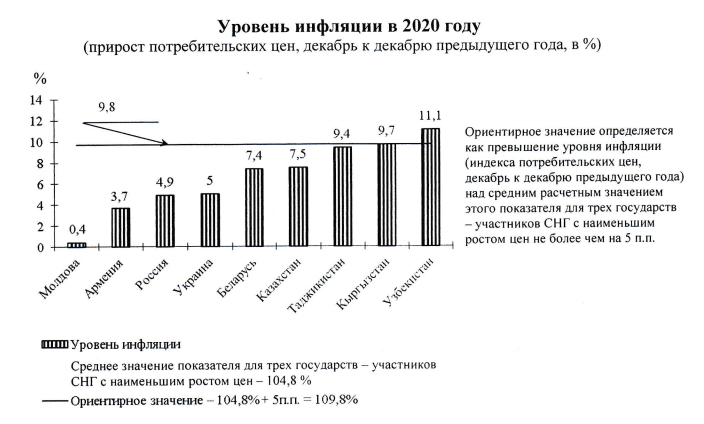 Уровень инфляции в 2020 году
(прирост потребительских цен, декабрь к декабрю предыдущего года, в %)
%
14
12
10
8
6
4
2
0
9,8
0,4
3,7
4,9
5
7,4
7,5
9,4
9,7
11,1
Молдова
Армения
Россия
Украина
Беларусь
Казахстан
Таджикистан
Кыргызстан
Узбекистан
Ориентирное значение определяется
как превышение уровня инфляции
(индекса потребительских цен,
декабрь к декабрю предыдущего года)
над средним расчетным значением
этого показателя для трех государств
– участников СНГ с наименьшим
ростом цен не более чем на 5 п.п.
Уровень инфляции
Среднее значение показателя для трех государств – участников
СНГ с наименьшим ростом цен – 104,8 %
Ориентирное значение – 104,8%+ 5п.п. = 109,8%